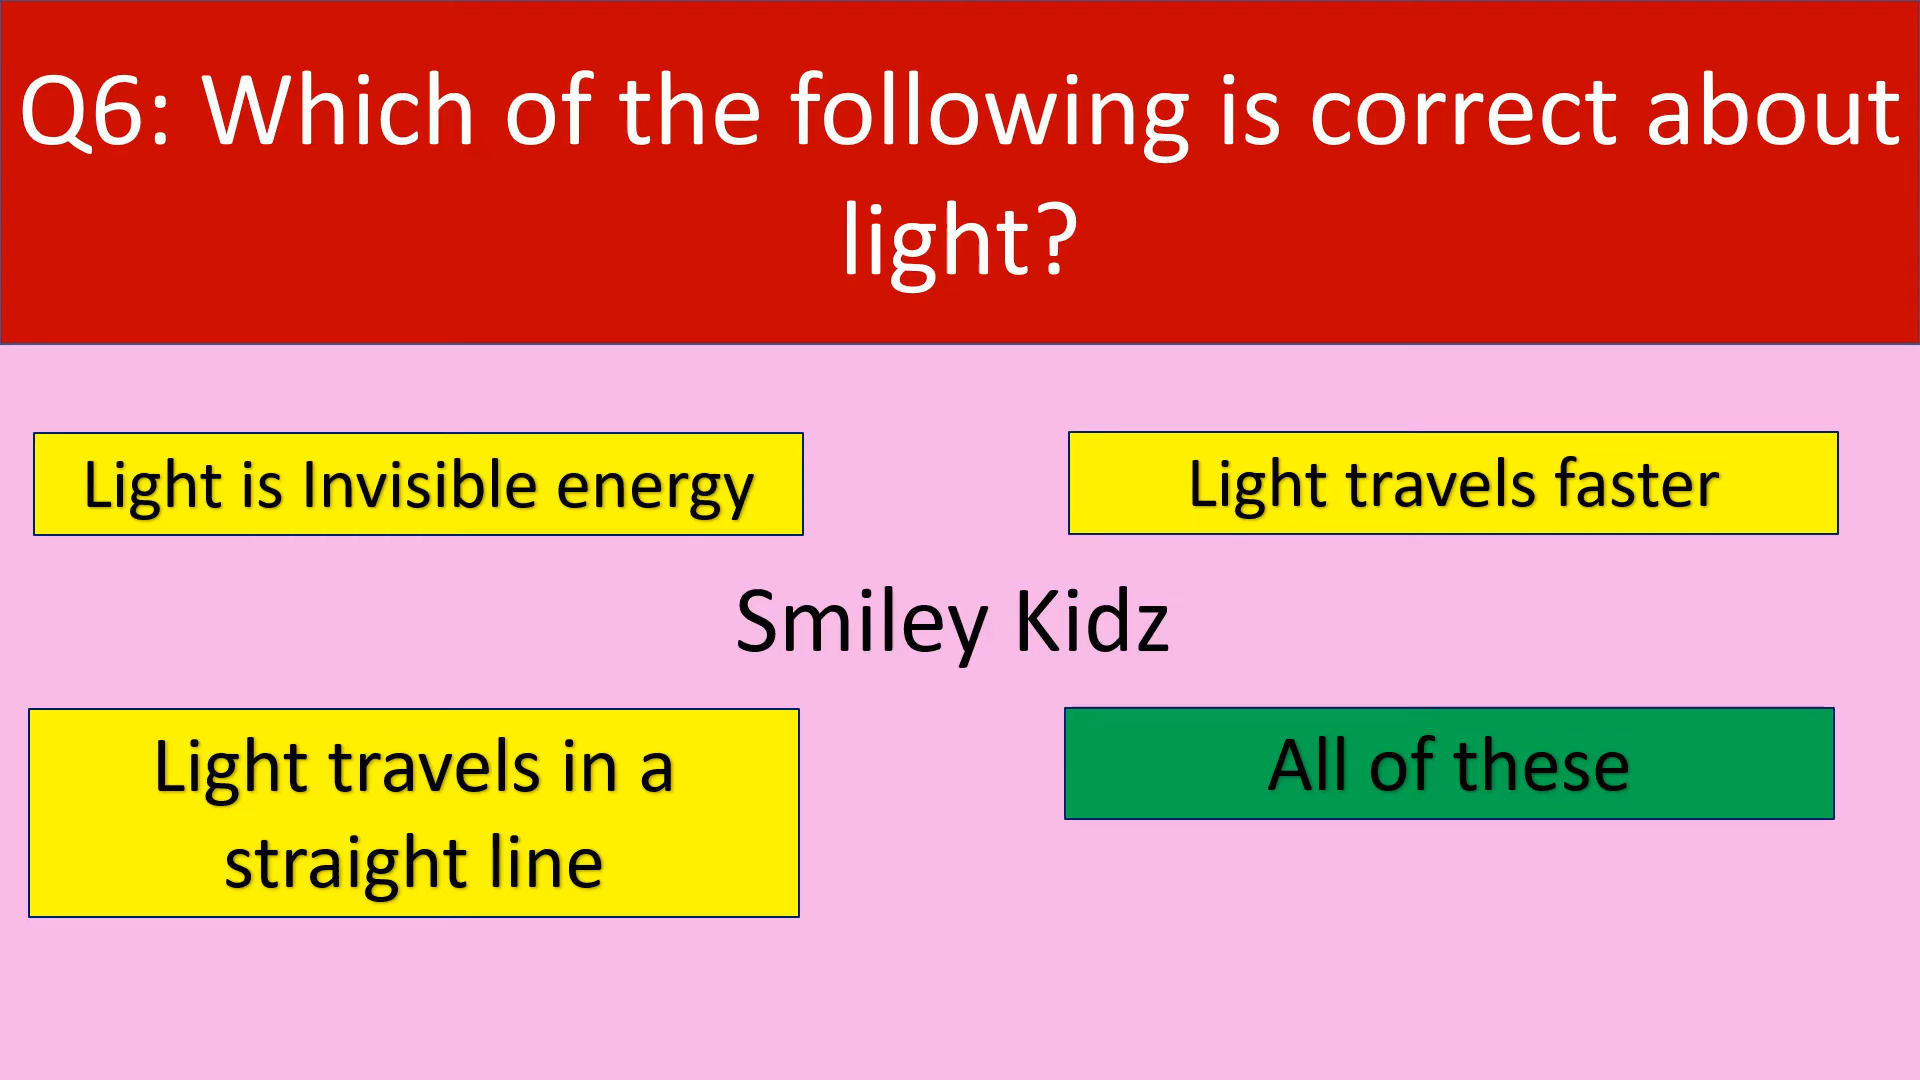 Q6: Which of the following is correct about
light?
Light is Invisible energy
Light travels faster
Smiley Kidz
Light travels in a
straight line
All of these